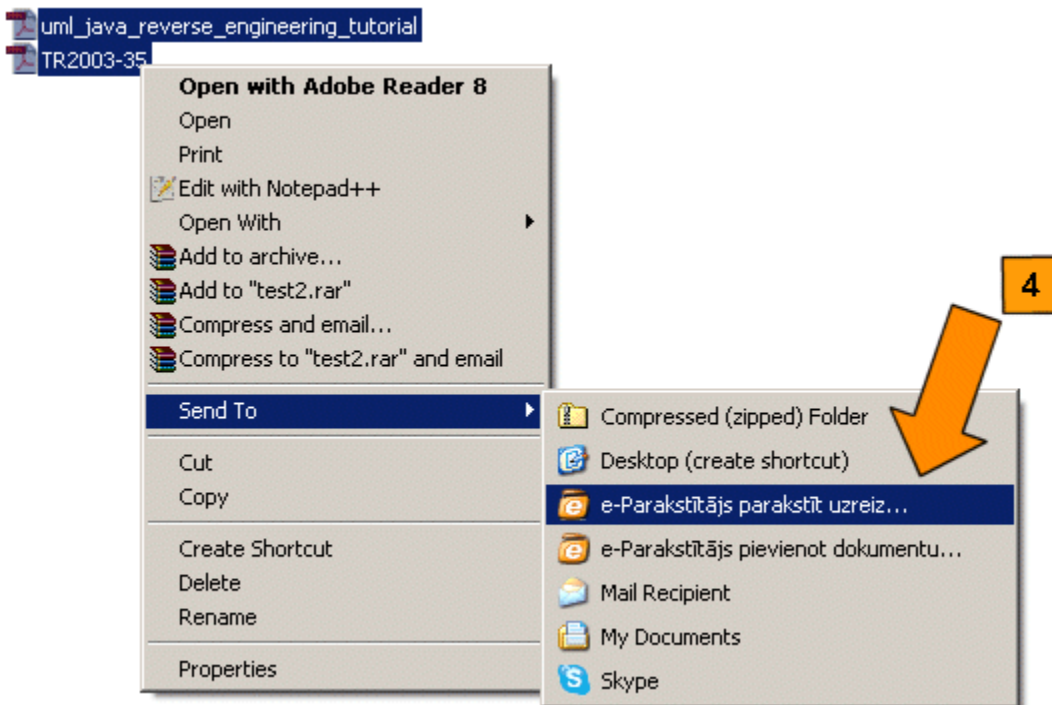 uml_java_reverse_engineering_tutorial
TR2003-35
Open with Adobe Reader 8
Open
Print
Edit with Notepad++
Open With
Add to archive...
Add to "test2.rar"
Compress and email...
Compress to "test2.rar" and email
Send To
Cut
Copy
Create Shortcut
Delete
Rename
Properties
4
Compressed (zipped) Folder
Desktop (create shortcut)
e-Parakstītājs parakstīt uzreiz...
e-Parakstītājs pievienot dokumentu...
Mail Recipient
My Documents
Skype